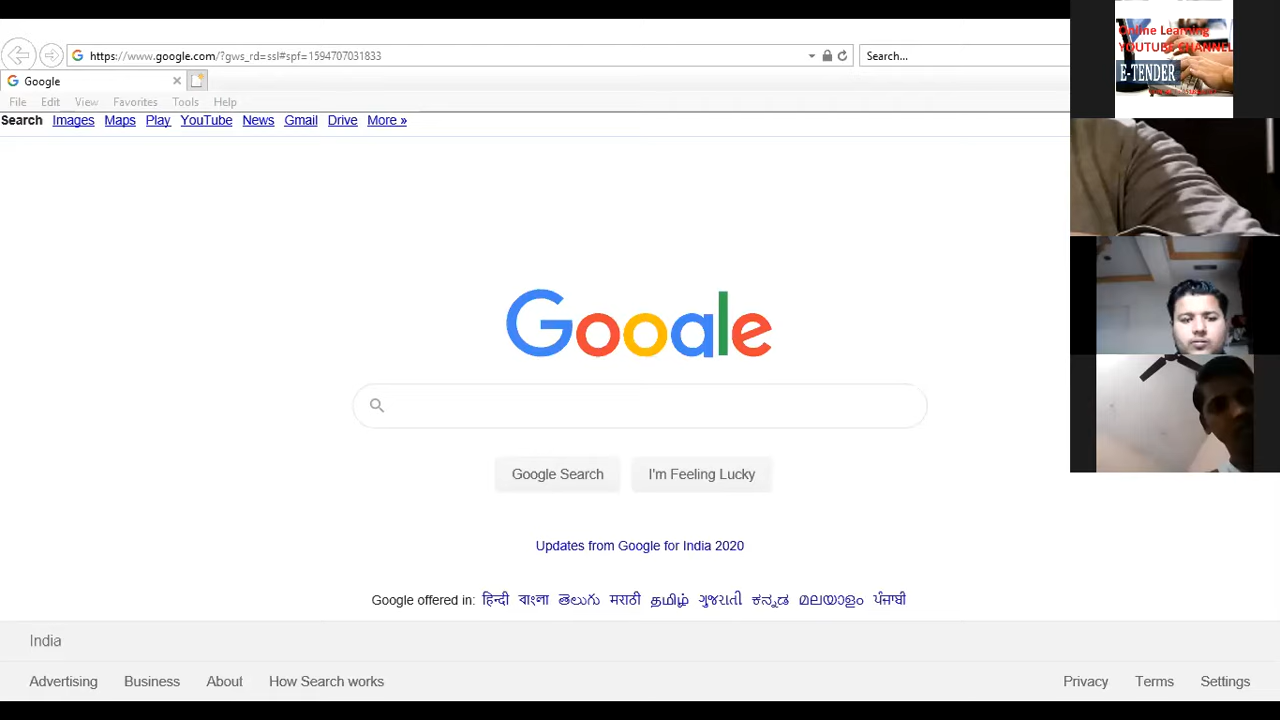 https://www.google.com/?gws_rd=ssl#spf=1594707031833
Search...
Google
File Edit View Favorites Tools Help
Search Images Maps Play YouTube News Gmail Drive More »
Google
Google Search I'm Feeling Lucky
Updates from Google for India 2020
Google offered in: हिन्दी বাংলা తెలుగు मराठी தமிழ் ગુજરાતી ಕನ್ನಡ മലയാളം ਪੰਜਾਬੀ
India
Advertising Business About How Search works
Privacy Terms Settings
Online Learning
YOUTUBE CHANNEL
E-TENDER